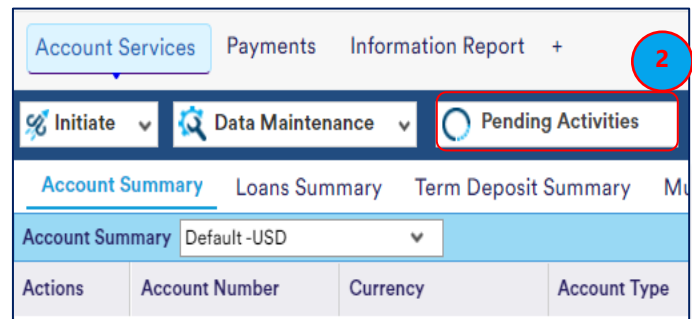 Account Services Payments Information Report +
2
Initiate Data Maintenance Pending Activities
Account Summary Loans Summary Term Deposit Summary Mu
Account Summary Default -USD
Actions Account Number Currency Account Type